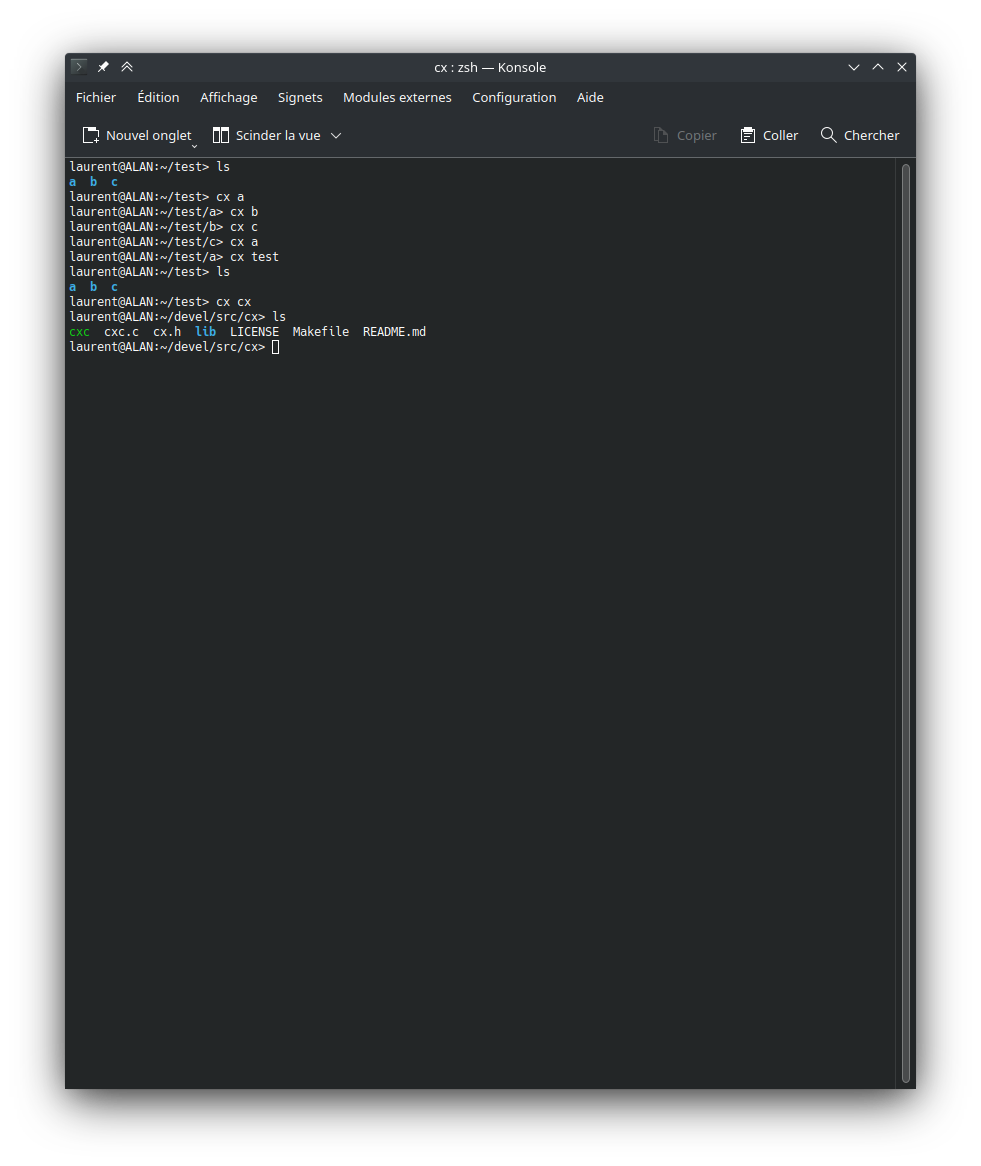 cx : zsh — Konsole
Fichier Édition Affichage Signets Modules externes Configuration Aide
Nouvel onglet Scinder la vue Copier Coller Chercher
laurent@ALAN:~/test> ls
a  b  c
laurent@ALAN:~/test> cx a
laurent@ALAN:~/test/a> cx b
laurent@ALAN:~/test/b> cx c
laurent@ALAN:~/test/c> cx a
laurent@ALAN:~/test/a> cx test
laurent@ALAN:~/test> ls
a  b  c
laurent@ALAN:~/test> cx cx
laurent@ALAN:~/devel/src/cx> ls
cxc  cxc.c  cx.h  lib  LICENSE  Makefile  README.md
laurent@ALAN:~/devel/src/cx>